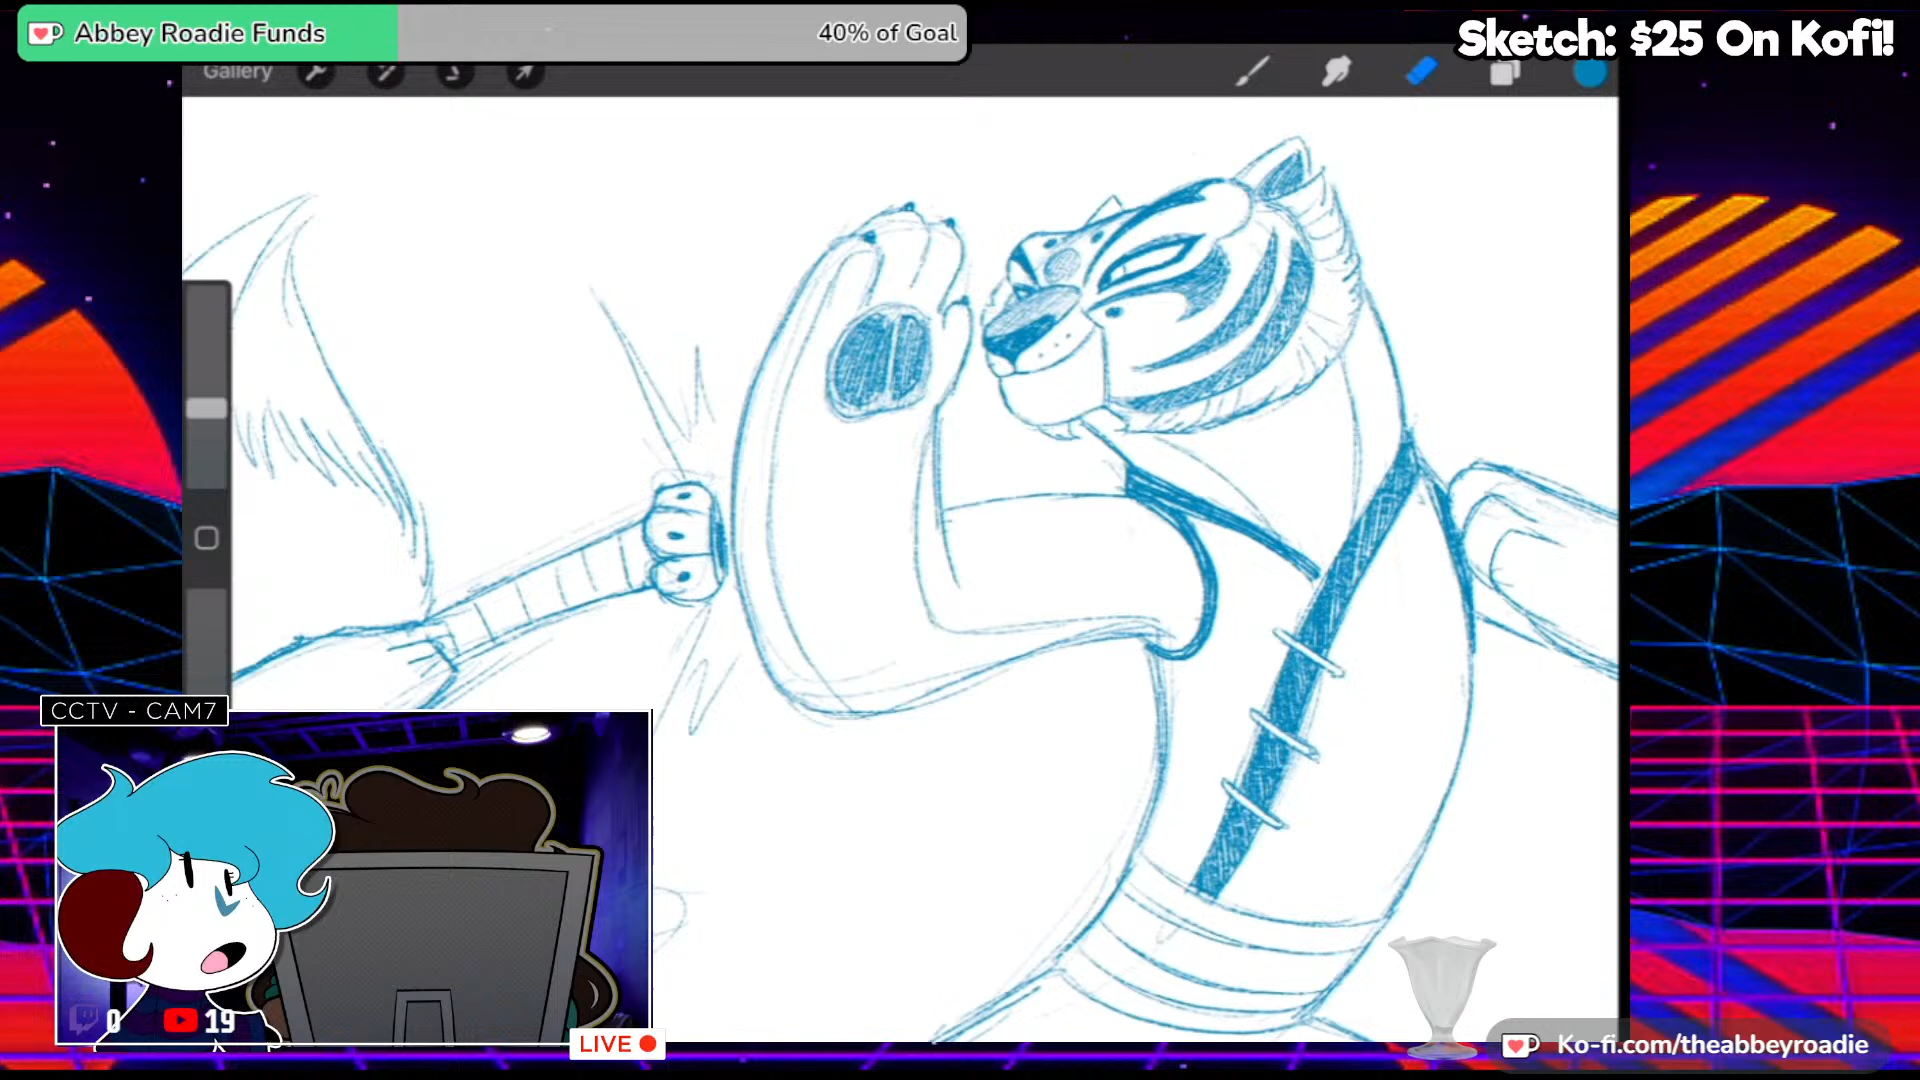 Abbey Roadie Funds
40% of Goal
Sketch: $25 On Kofi!
Gallery
CCTV - CAM7
0
19
LIVE
Ko-fi.com/theabbeyroadie